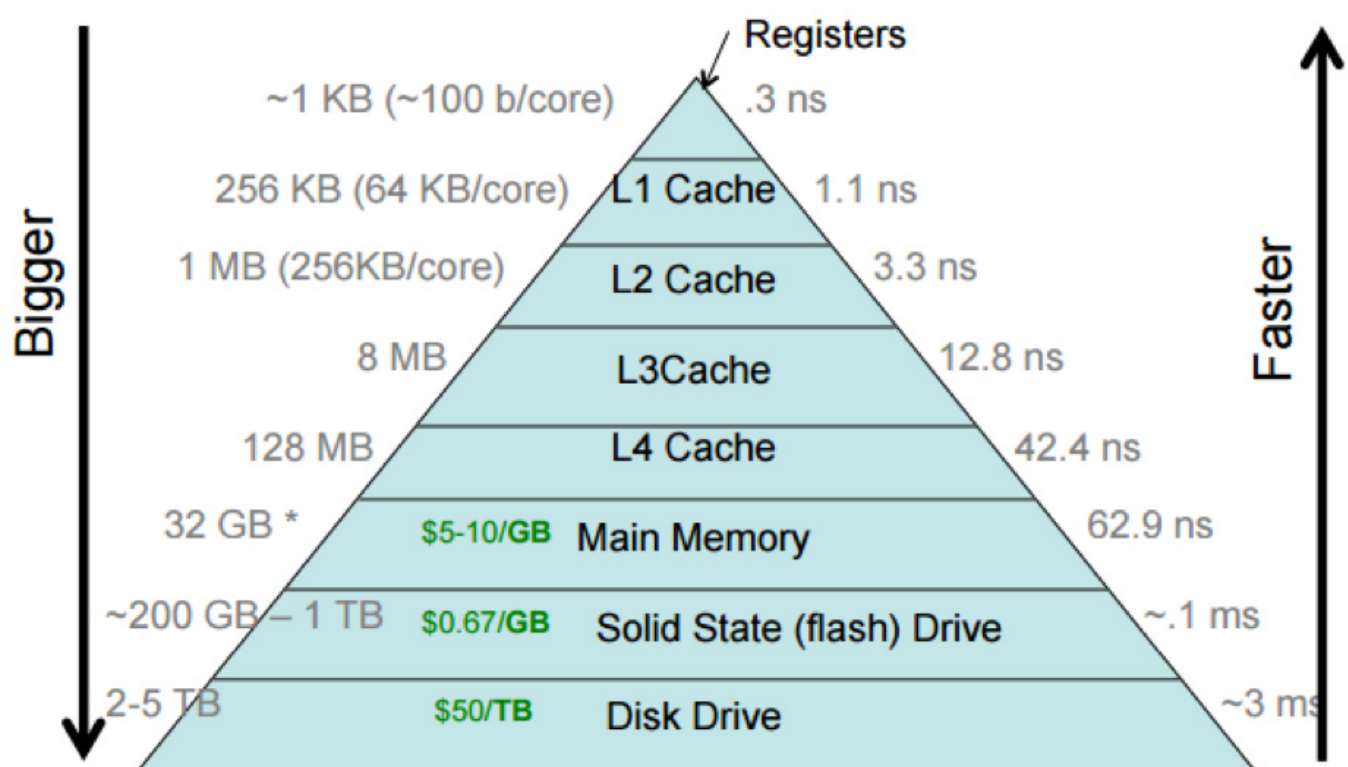 Registers
~1 KB (~100 b/core) .3 ns
256 KB (64 KB/core) L1 Cache 1.1 ns
1 MB (256KB/core) L2 Cache 3.3 ns
8 MB L3Cache 12.8 ns
128 MB L4 Cache 42.4 ns
32 GB * $5-10/GB Main Memory 62.9 ns
~200 GB – 1 TB $0.67/GB Solid State (flash) Drive ~.1 ms
2-5 TB $50/TB Disk Drive ~3 ms
Bigger
Faster